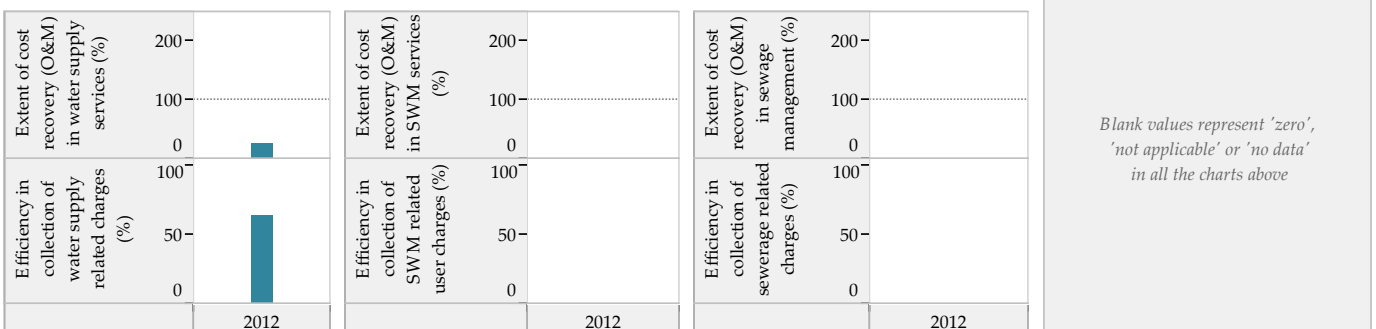 Extent of cost
recovery (O&M)
in water supply
services (%)
200
100
0
Efficiency in
collection of
water supply
related charges
(%)
100
50
0
2012
Extent of cost
recovery (O&M)
in SWM services
(%)
200
100
0
Efficiency in
collection of
SWM related
user charges (%)
100
50
0
2012
Extent of cost
recovery (O&M)
in sewage
management (%)
200
100
0
Efficiency in
collection of
sewerage related
charges (%)
100
50
0
2012
Blank values represent 'zero',
'not applicable' or 'no data'
in all the charts above